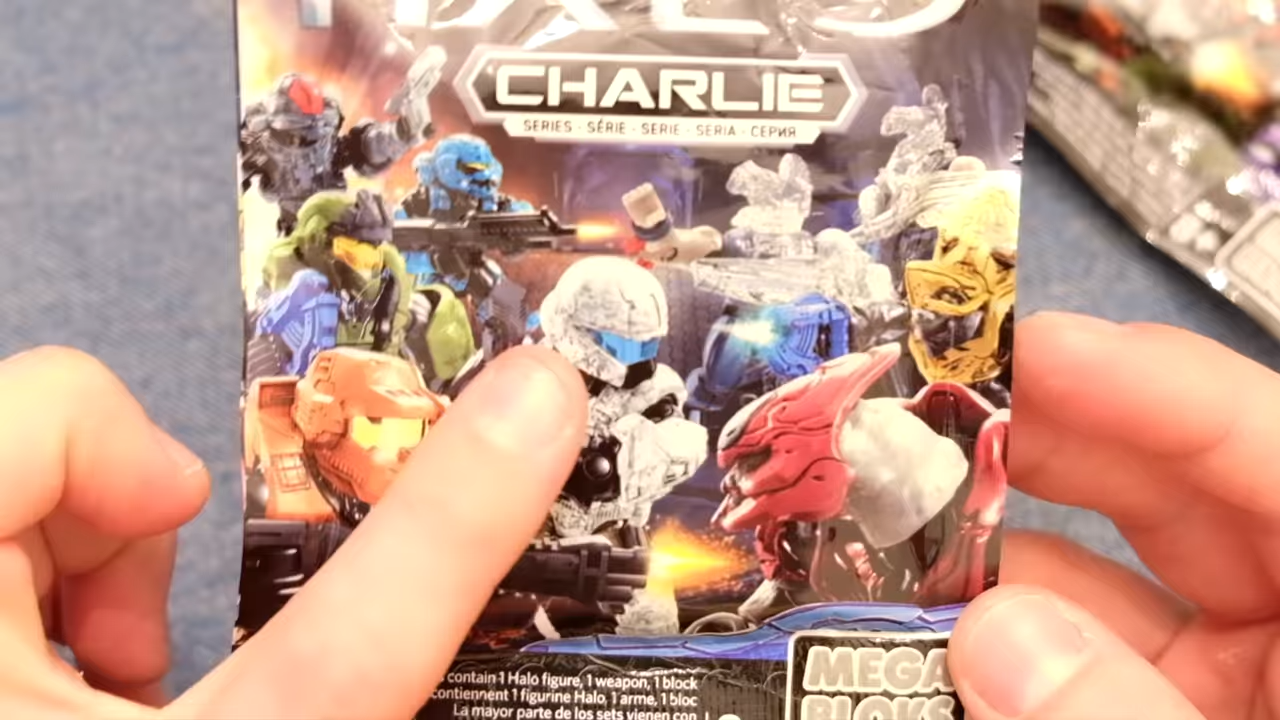 HALO
CHARLIE
SERIES · SÉRIE · SERIE · SERIA · СЕРИЯ
contain 1 Halo figure, 1 weapon, 1 block
contiennent 1 figurine Halo, 1 arme, 1 bloc
La mayor parte de los sets vienen con
MEGA
BLOKS